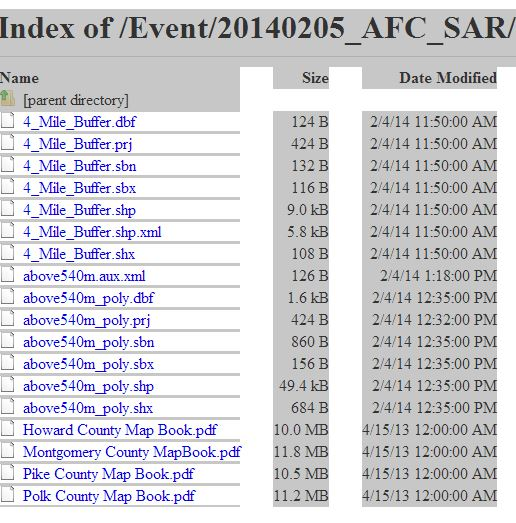 Index of /Event/20140205_AFC_SAR/
Name Size Date Modified
[parent directory]
4_Mile_Buffer.dbf 124 B 2/4/14 11:50:00 AM
4_Mile_Buffer.prj 424 B 2/4/14 11:50:00 AM
4_Mile_Buffer.sbn 132 B 2/4/14 11:50:00 AM
4_Mile_Buffer.sbx 116 B 2/4/14 11:50:00 AM
4_Mile_Buffer.shp 9.0 kB 2/4/14 11:50:00 AM
4_Mile_Buffer.shp.xml 5.8 kB 2/4/14 11:50:00 AM
4_Mile_Buffer.shx 108 B 2/4/14 11:50:00 AM
above540m.aux.xml 126 B 2/4/14 1:18:00 PM
above540m_poly.dbf 1.6 kB 2/4/14 12:35:00 PM
above540m_poly.prj 424 B 2/4/14 12:32:00 PM
above540m_poly.sbn 860 B 2/4/14 12:35:00 PM
above540m_poly.sbx 156 B 2/4/14 12:35:00 PM
above540m_poly.shp 49.4 kB 2/4/14 12:35:00 PM
above540m_poly.shx 684 B 2/4/14 12:35:00 PM
Howard County Map Book.pdf 10.0 MB 4/15/13 12:00:00 AM
Montgomery County MapBook.pdf 11.8 MB 4/15/13 12:00:00 AM
Pike County Map Book.pdf 10.5 MB 4/15/13 12:00:00 AM
Polk County Map Book.pdf 11.2 MB 4/15/13 12:00:00 AM